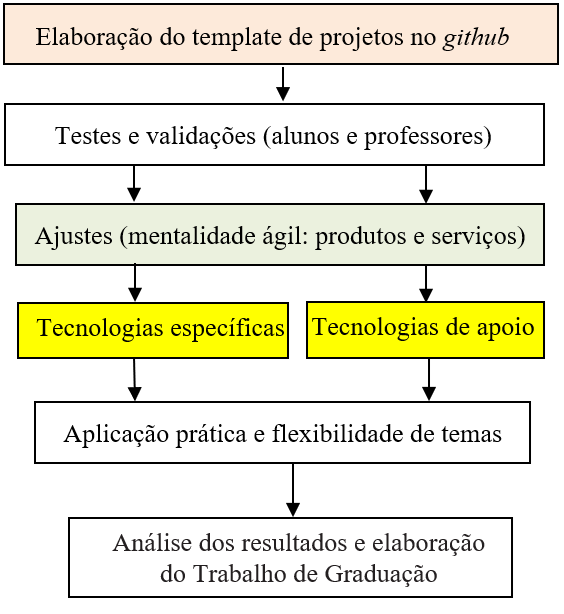 Elaboração do template de projetos no github
Testes e validações (alunos e professores)
Ajustes (mentalidade ágil: produtos e serviços)
Tecnologias específicas
Tecnologias de apoio
Aplicação prática e flexibilidade de temas
Análise dos resultados e elaboração
do Trabalho de Graduação